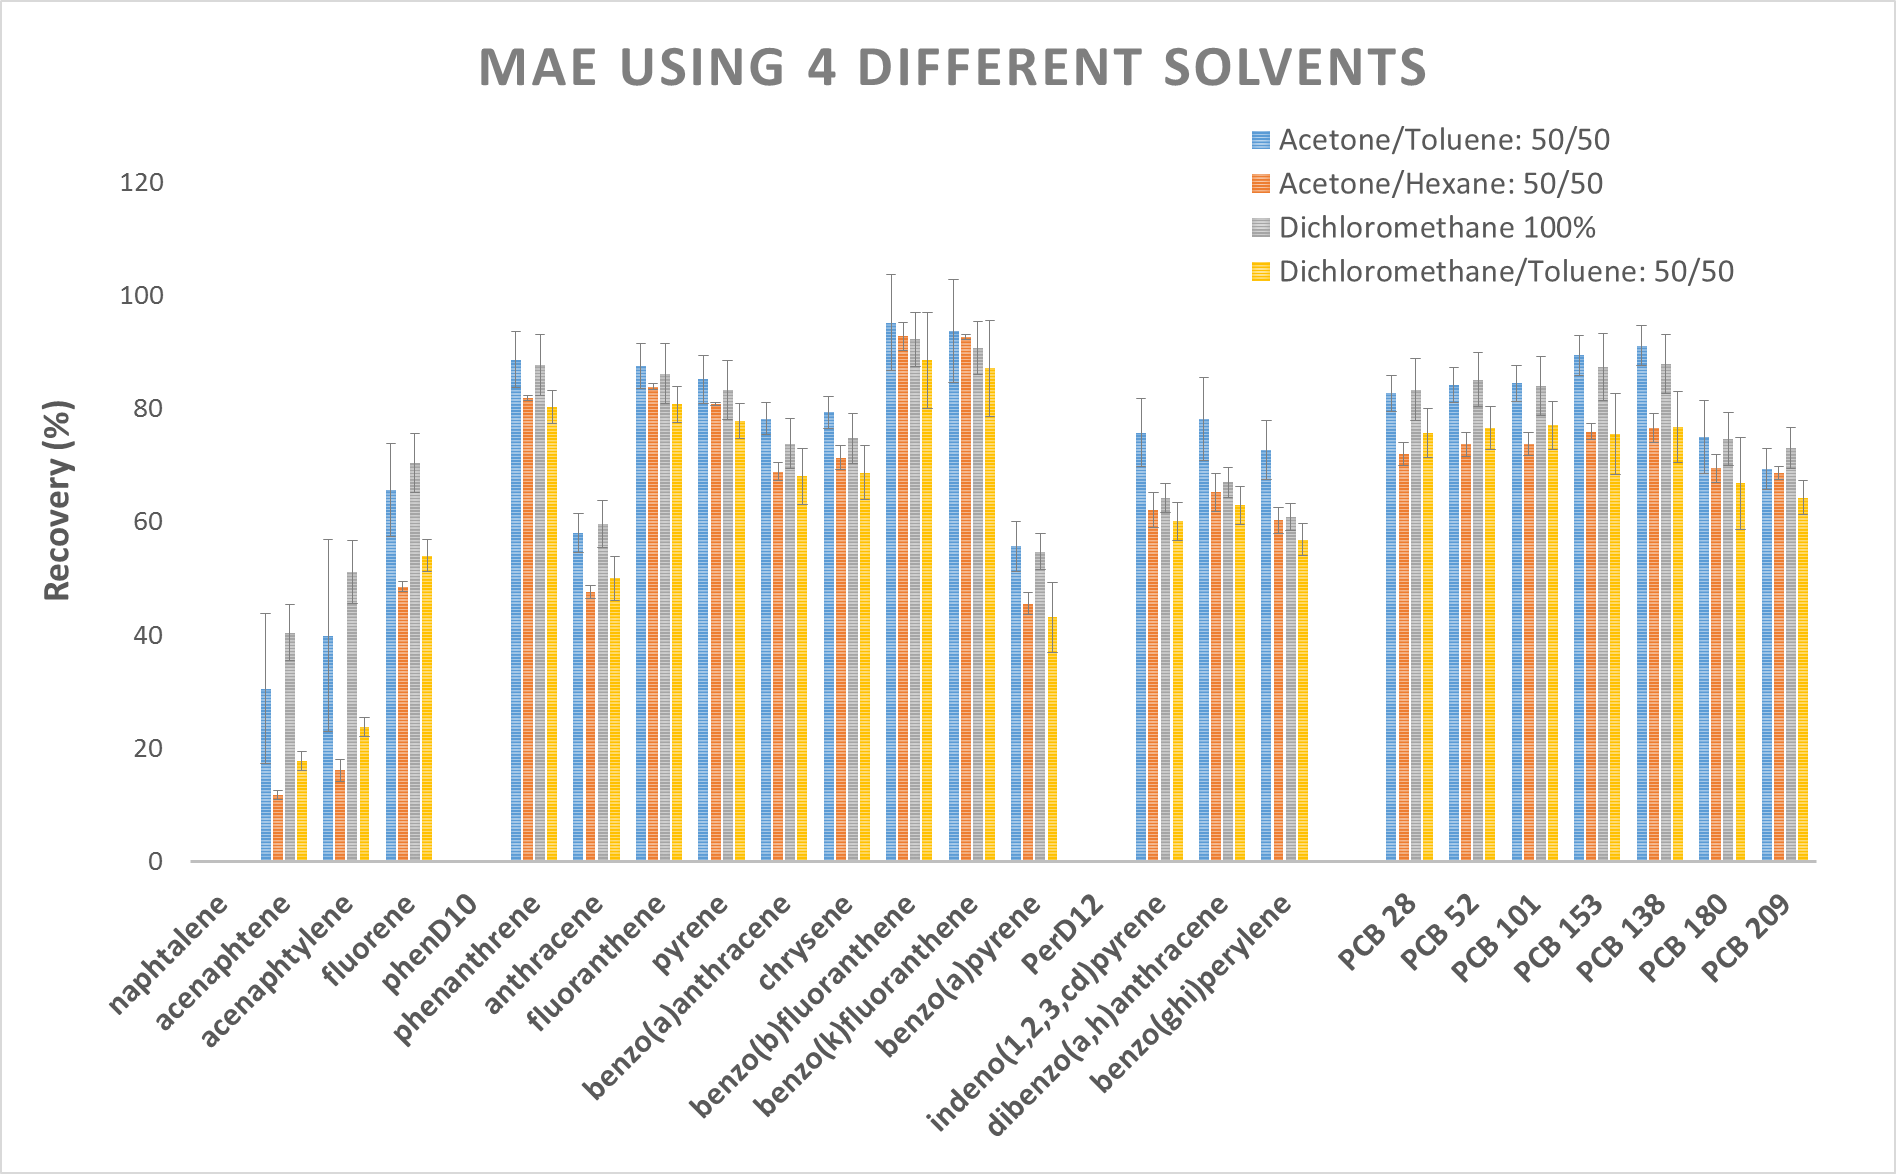 MAE USING 4 DIFFERENT SOLVENTS
Acetone/Toluene: 50/50
Acetone/Hexane: 50/50
Dichloromethane 100%
Dichloromethane/Toluene: 50/50
Recovery (%)
120
100
80
60
40
20
0
naphtalene
acenaphtene
acenaphtylene
fluorene
phenD10
phenanthrene
anthracene
fluoranthene
pyrene
benzo(a)anthracene
chrysene
benzo(b)fluoranthene
benzo(k)fluoranthene
benzo(a)pyrene
PerD12
indeno(1,2,3,cd)pyrene
dibenzo(a,h)anthracene
benzo(ghi)perylene
PCB 28
PCB 52
PCB 101
PCB 153
PCB 138
PCB 180
PCB 209